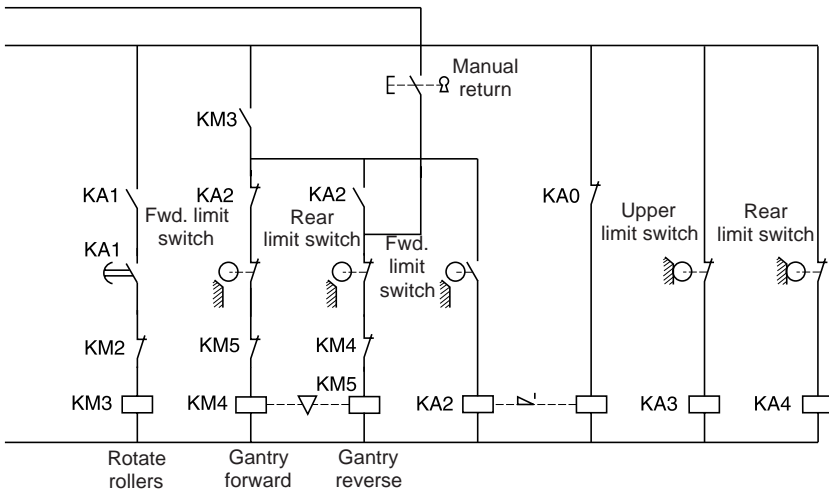 Manual
return
KM3
KA1
KA2
KA2
KA0
Fwd. limit
switch
Rear
limit switch
Fwd.
limit
switch
Upper
limit switch
Rear
limit switch
KA1
KM2
KM5
KM4
KM5
KM3
KM4
KA2
KA3
KA4
Rotate
rollers
Gantry
forward
Gantry
reverse